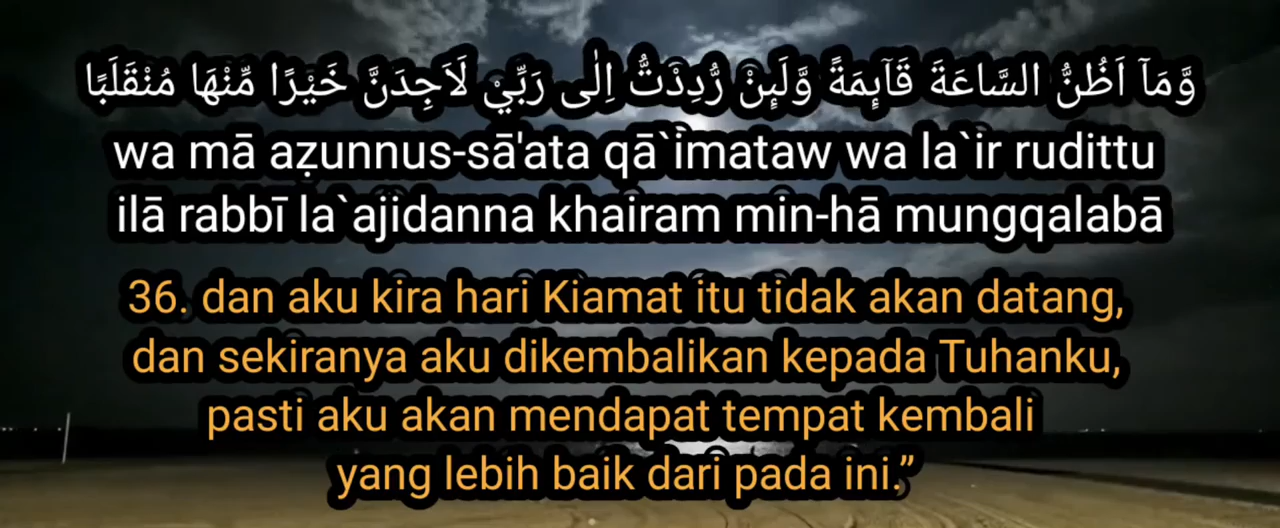 وَّمَآ اَظُنُّ السَّاعَةَ قَآىِٕمَةً وَّلَىِٕنْ رُّدِدْتُّ اِلٰى رَبِّيْ لَاَجِدَنَّ خَيْرًا مِّنْهَا مُنْقَلَبًا
wa mā aẓunnus-sā'ata qā`imataw wa la`ir rudittu
ilā rabbī la`ajidanna khairam min-hā mungqalabā
36. dan aku kira hari Kiamat itu tidak akan datang,
dan sekiranya aku dikembalikan kepada Tuhanku,
pasti aku akan mendapat tempat kembali
yang lebih baik dari pada ini.”